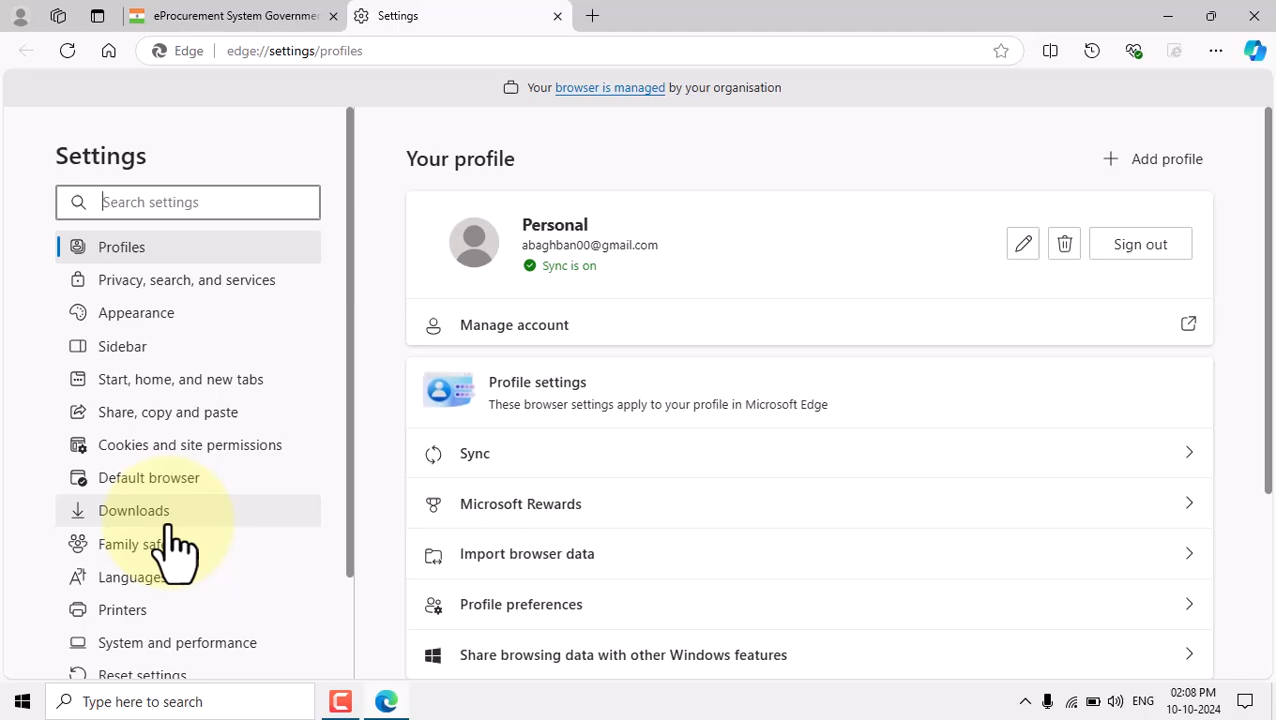 eProcurement System Governme
Settings
Edge
edge://settings/profiles
Your browser is managed by your organisation
Settings
Search settings
Profiles
Privacy, search, and services
Appearance
Sidebar
Start, home, and new tabs
Share, copy and paste
Cookies and site permissions
Default browser
Downloads
Family saf
Languages
Printers
System and performance
Reset settings
Your profile
Add profile
Personal
abaghban00@gmail.com
Sync is on
Sign out
Manage account
Profile settings
These browser settings apply to your profile in Microsoft Edge
Sync
Microsoft Rewards
Import browser data
Profile preferences
Share browsing data with other Windows features
Type here to search
ENG
02:08 PM
10-10-2024